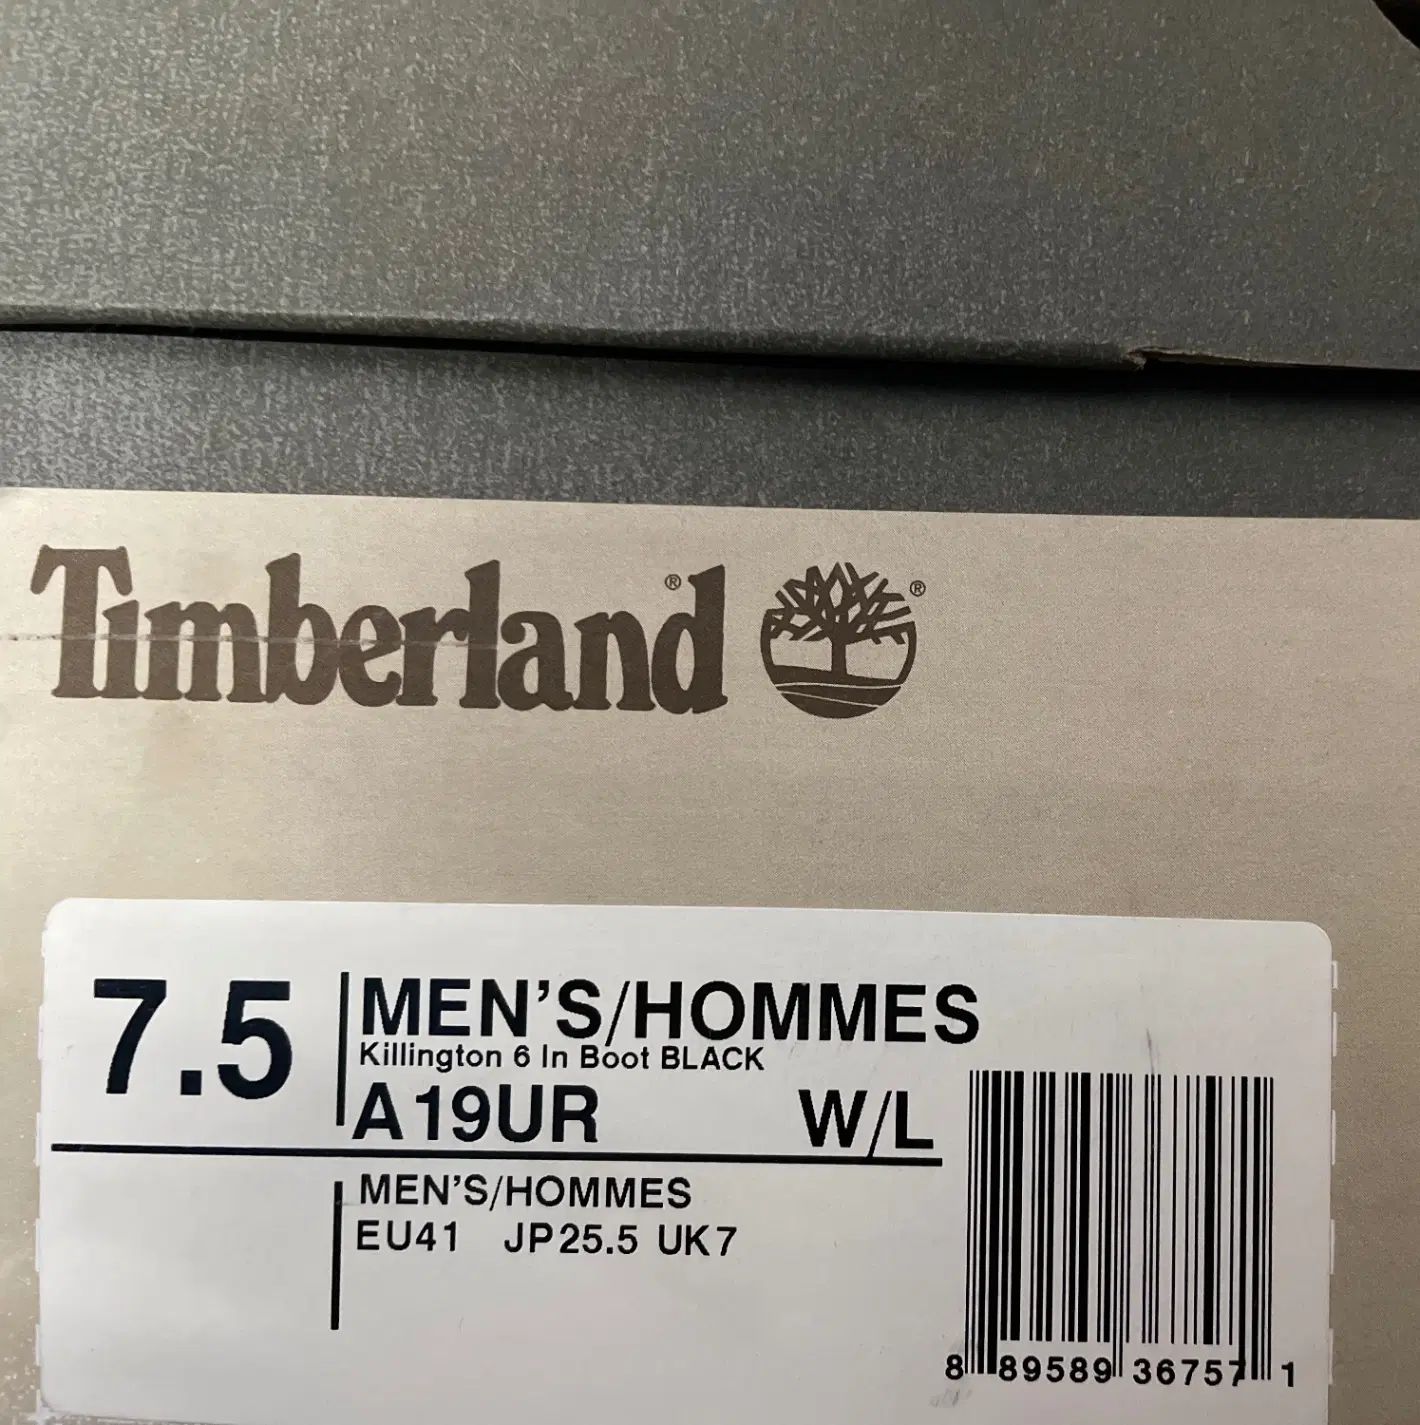 Timberland® ®
7.5
MEN'S/HOMMES
Killington 6 In Boot BLACK
A19UR W/L
MEN'S/HOMMES
EU41 JP25.5 UK7
8 89589 36757 1